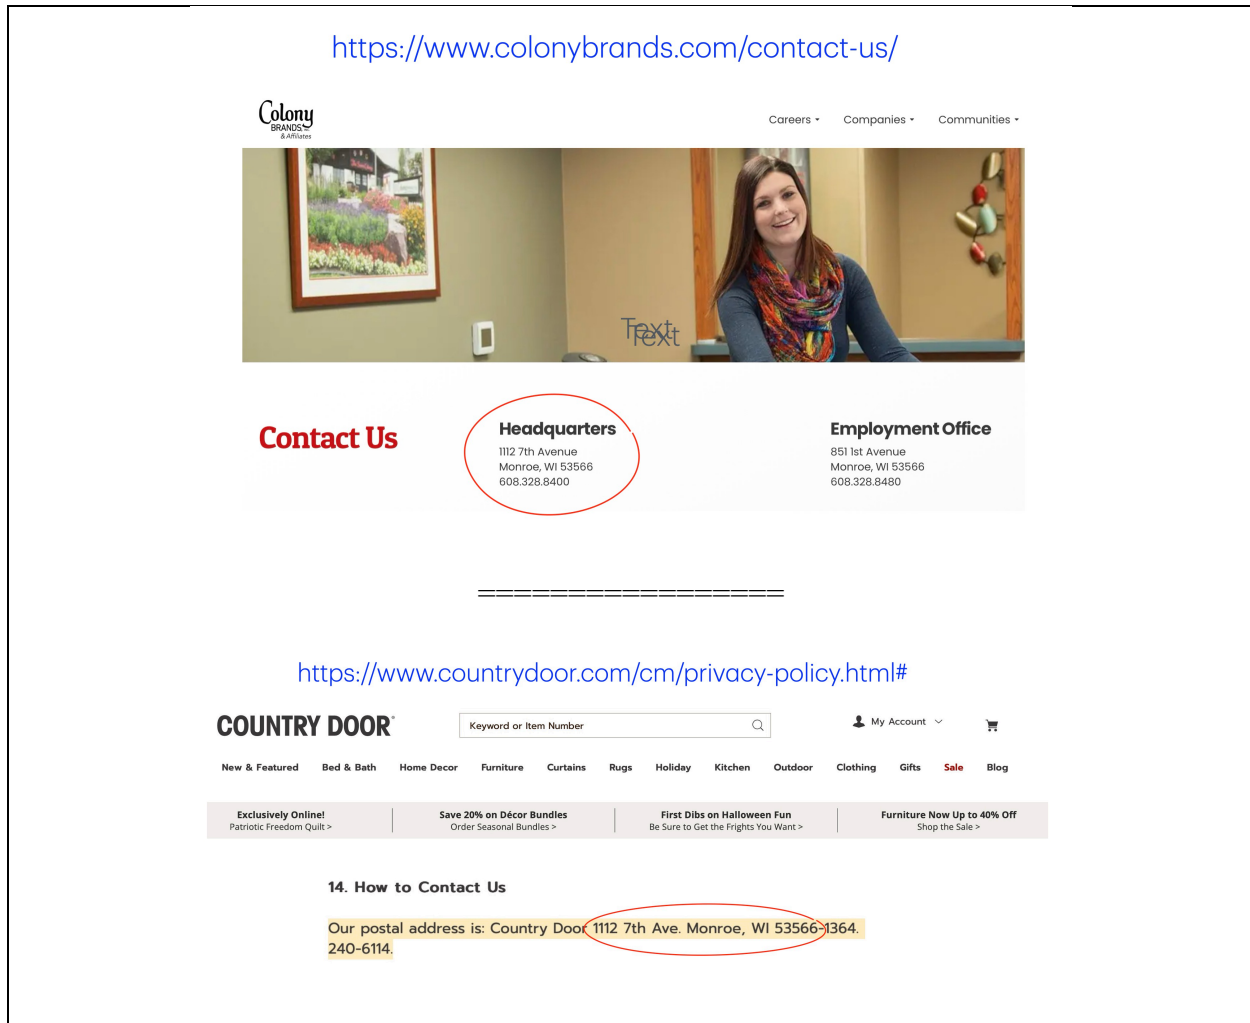 https://www.colonybrands.com/contact-us/
Colony
BRANDS INC
& Affiliates
Careers Companies Communities
Text
Text
Contact Us
Headquarters
1112 7th Avenue
Monroe, WI 53566
608.328.8400
Employment Office
851 1st Avenue
Monroe, WI 53566
608.328.8480
=================
https://www.countrydoor.com/cm/privacy-policy.html#
COUNTRY DOOR®
Keyword or Item Number
My Account
New & Featured Bed & Bath Home Decor Furniture Curtains Rugs Holiday Kitchen Outdoor Clothing Gifts Sale Blog
Exclusively Online!
Patriotic Freedom Quilt >
Save 20% on Décor Bundles
Order Seasonal Bundles >
First Dibs on Halloween Fun
Be Sure to Get the Frights You Want >
Furniture Now Up to 40% Off
Shop the Sale >
14. How to Contact Us
Our postal address is: Country Door 1112 7th Ave. Monroe, WI 53566-1364.
240-6114.